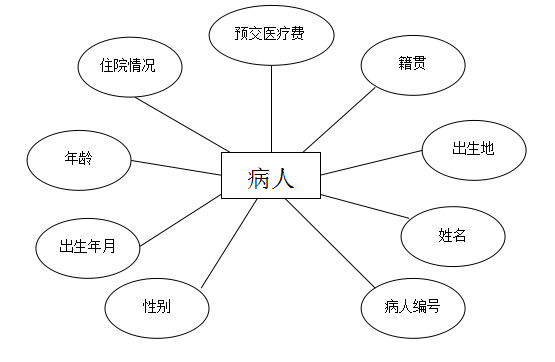 预交医疗费
住院情况
籍贯
年龄
出生地
病人
出生年月
姓名
性别
病人编号